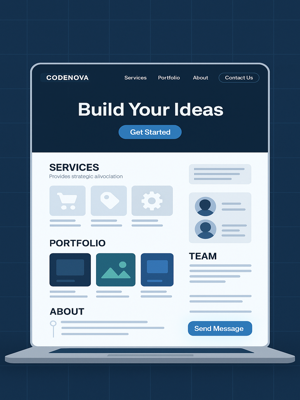 CODENOVA
Services Portfolio About Contact Us
Build Your Ideas
Get Started
SERVICES
Provides strategic
PORTFOLIO
TEAM
ABOUT
Send Message